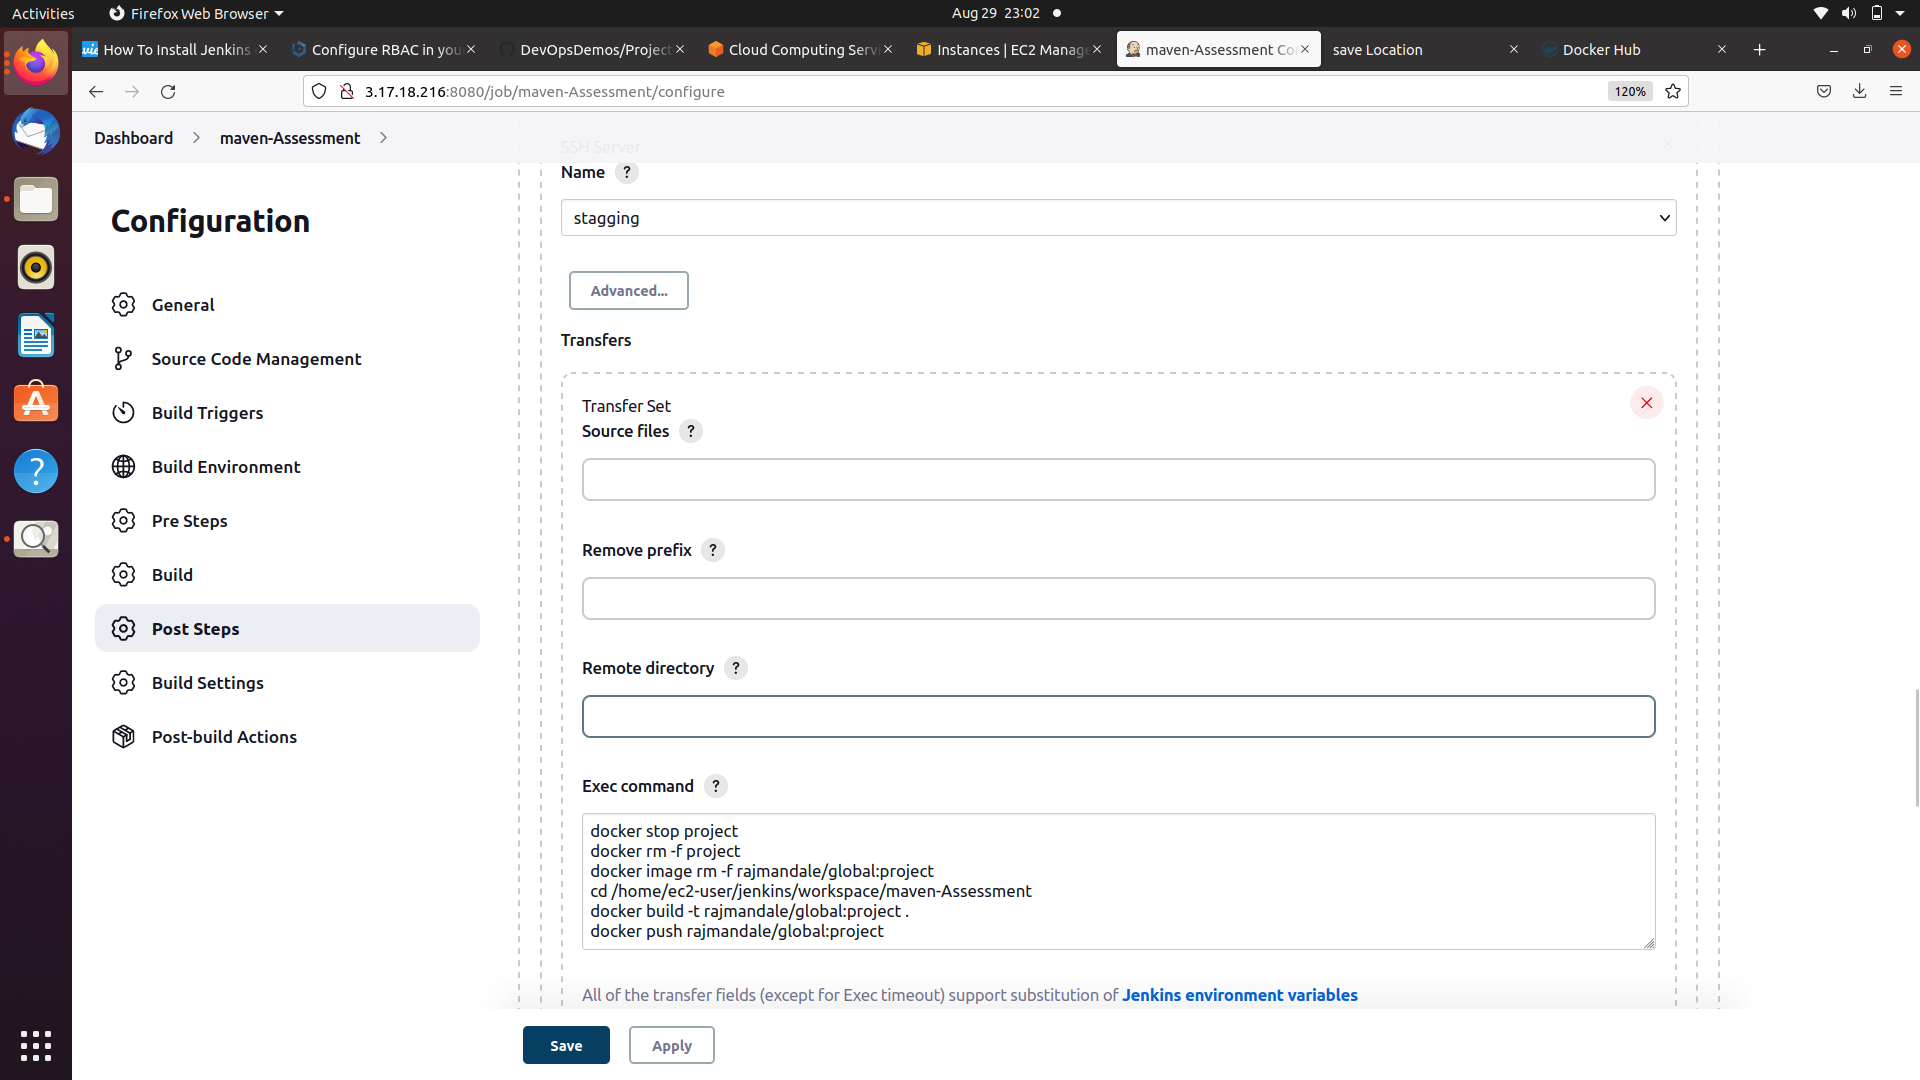 Activities
Firefox Web Browser
Aug 29 23:02
How To Install Jenkins
Configure RBAC in you
DevOpsDemos/Project
Cloud Computing Servi
Instances | EC2 Manage
maven-Assessment Co
save Location
Docker Hub
3.17.18.216:8080/job/maven-Assessment/configure
120%
Dashboard
maven-Assessment
SSH Server
Name ?
stagging
Advanced...
Transfers
Transfer Set
Source files ?
Remove prefix ?
Remote directory ?
Exec command ?
docker stop project
docker rm -f project
docker image rm -f rajmandale/global:project
cd /home/ec2-user/jenkins/workspace/maven-Assessment
docker build -t rajmandale/global:project .
docker push rajmandale/global:project
All of the transfer fields (except for Exec timeout) support substitution of Jenkins environment variables
Save
Apply
Configuration
General
Source Code Management
Build Triggers
Build Environment
Pre Steps
Build
Post Steps
Build Settings
Post-build Actions